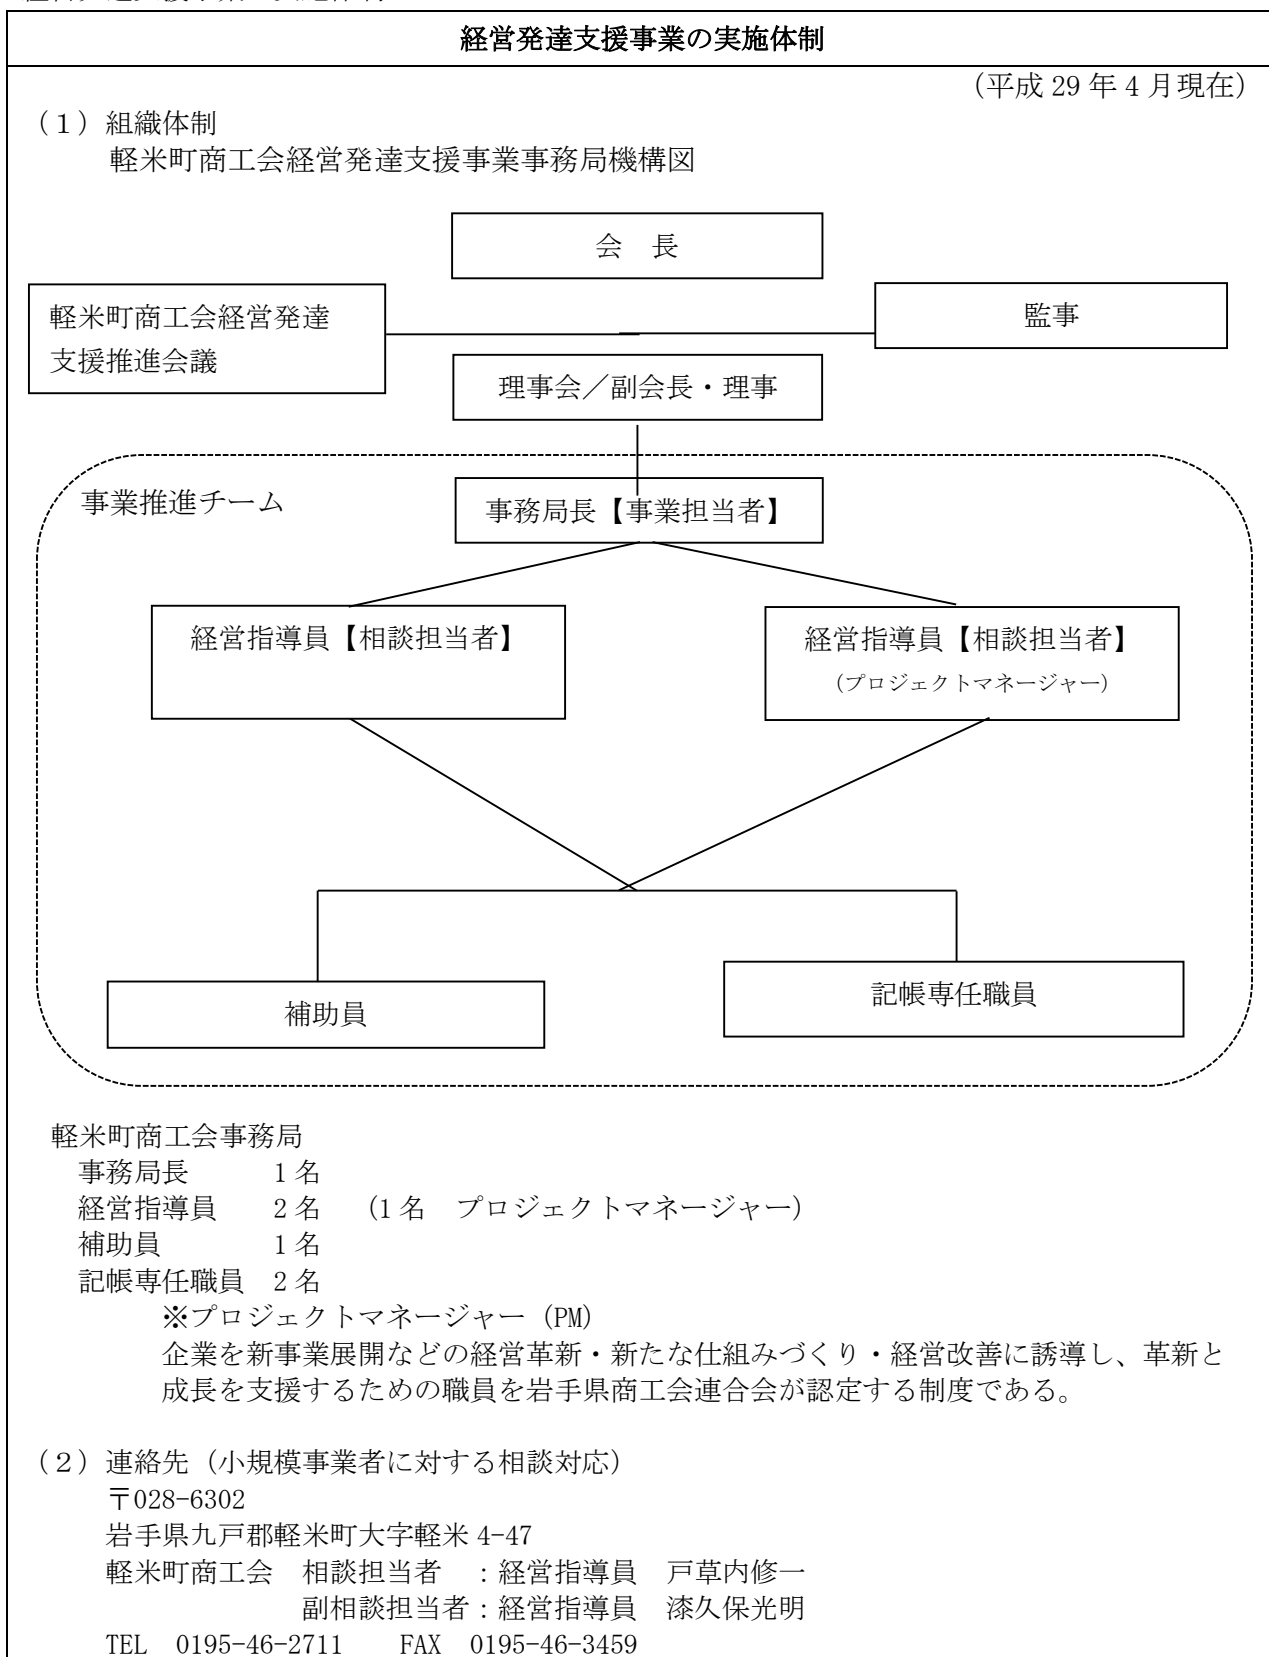 経営発達支援事業の実施体制
（平成 29 年 4 月現在）
（１）組織体制
軽米町商工会経営発達支援事業事務局機構図
会　長
軽米町商工会経営発達
支援推進会議
監事
理事会／副会長・理事
事業推進チーム
事務局長【事業担当者】
経営指導員【相談担当者】
経営指導員【相談担当者】
（プロジェクトマネージャー）
補助員
記帳専任職員
軽米町商工会事務局
事務局長　　　1 名
経営指導員　　2 名　（1 名　プロジェクトマネージャー）
補助員　　　　1 名
記帳専任職員　2 名
※プロジェクトマネージャー（PM）
企業を新事業展開などの経営革新・新たな仕組みづくり・経営改善に誘導し、革新と
成長を支援するための職員を岩手県商工会連合会が認定する制度である。
（２）連絡先（小規模事業者に対する相談対応）
〒028-6302
岩手県九戸郡軽米町大字軽米 4-47
軽米町商工会　相談担当者　：経営指導員　戸草内修一
副相談担当者：経営指導員　漆久保光明
TEL　0195-46-2711　　FAX　0195-46-3459